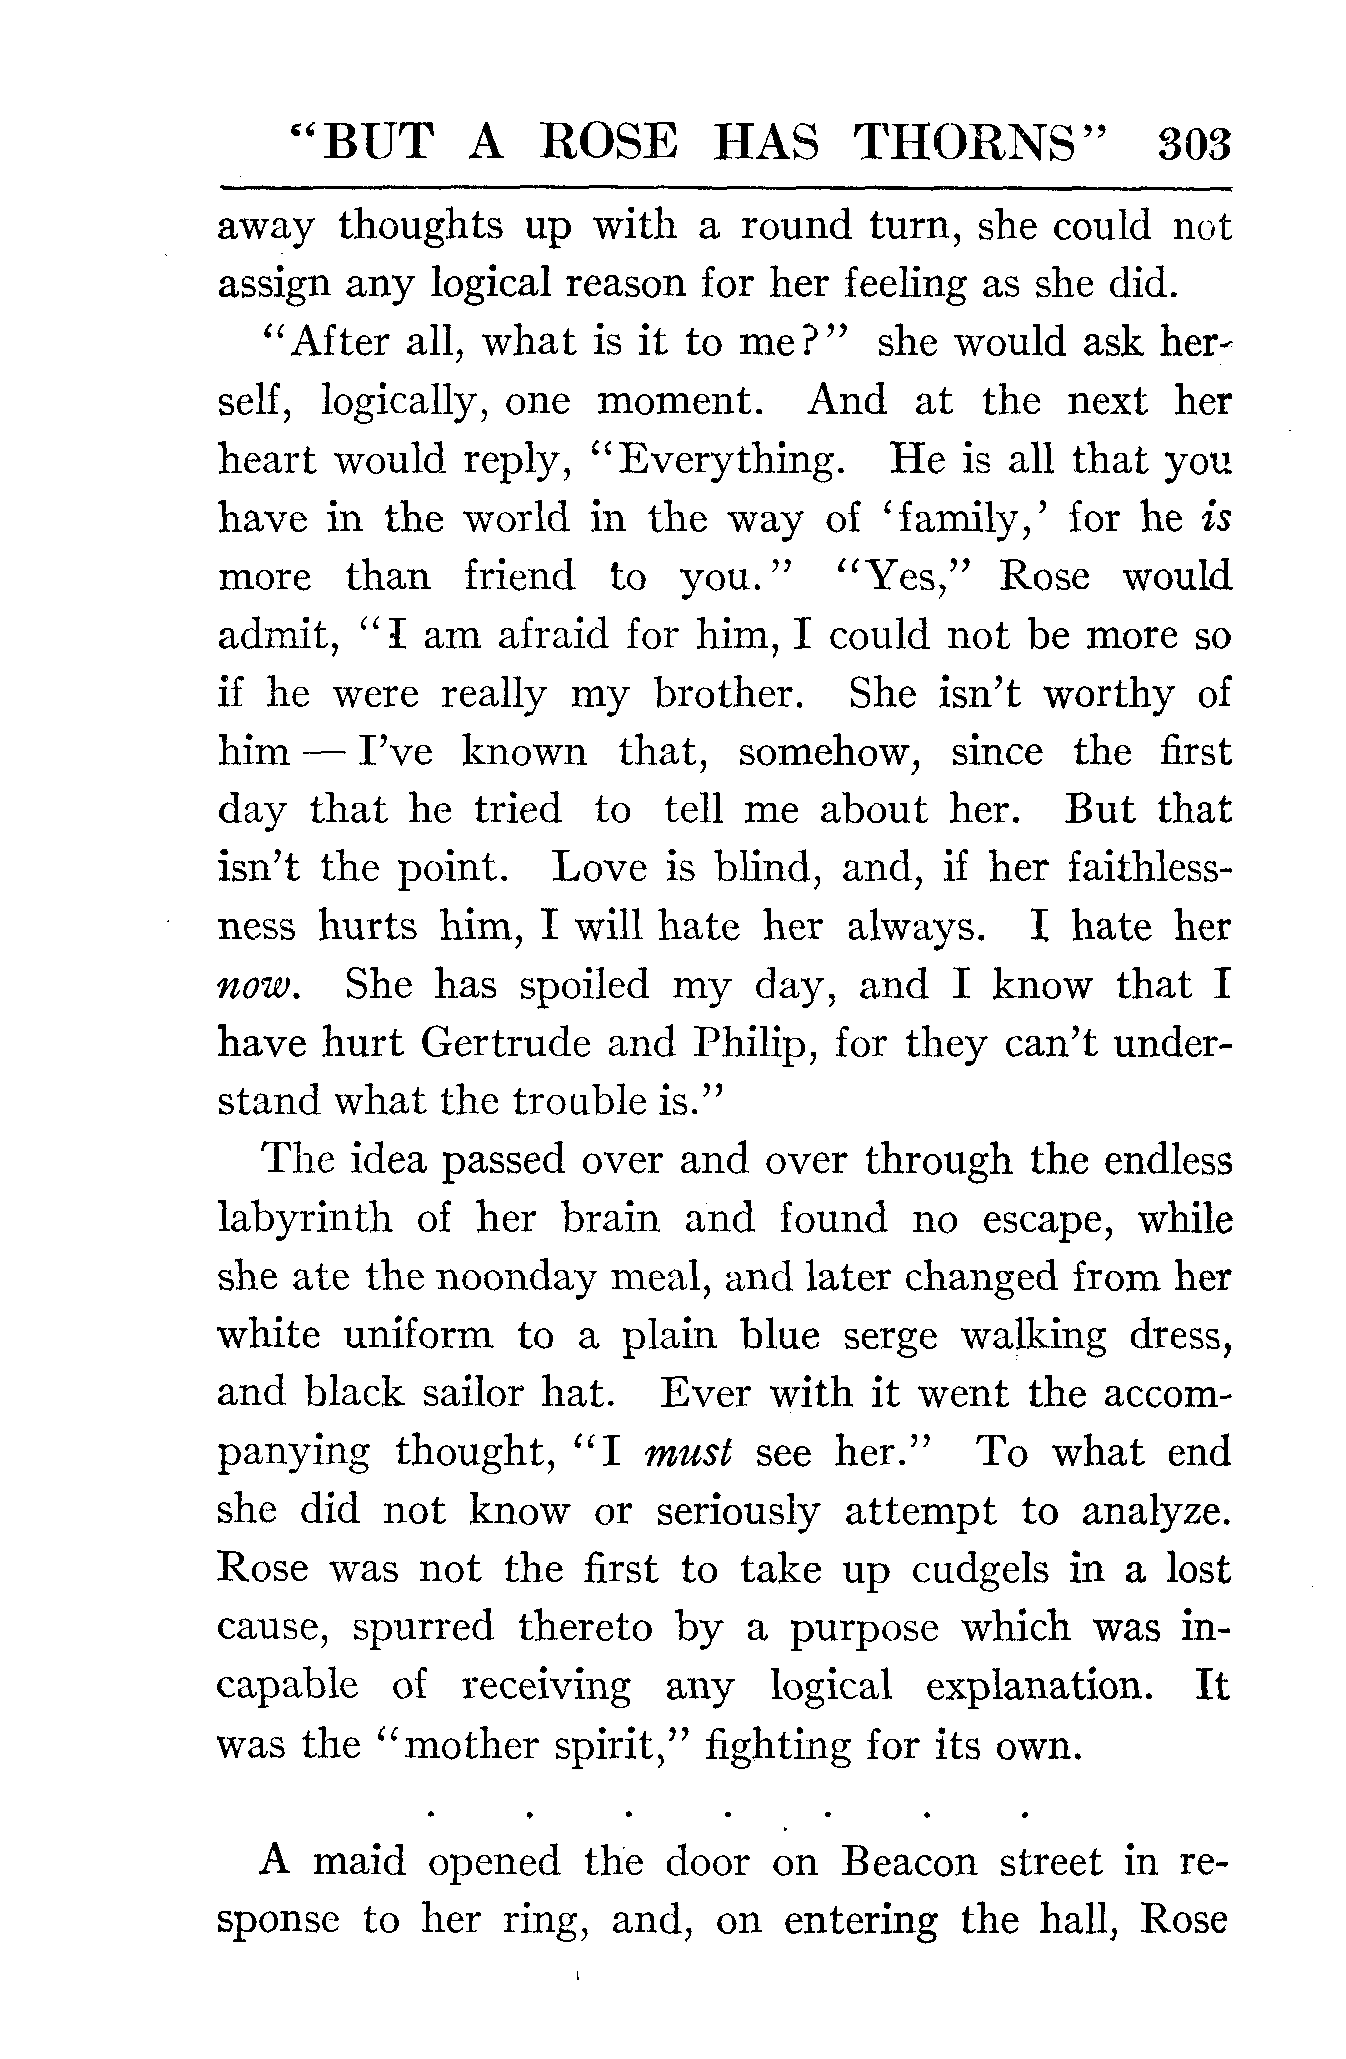 "BUT A ROSE HAS THORNS" 303
away thoughts up with a round turn, she could not
assign any logical reason for her feeling as she did.
"After all, what is it to me?" she would ask her-
self, logically, one moment. And at the next her
heart would reply, "Everything. He is all that you
have in the world in the way of 'family,' for he is
more than friend to you." "Yes," Rose would
admit, "I am afraid for him, I could not be more so
if he were really my brother. She isn't worthy of
him — I've known that, somehow, since the first
day that he tried to tell me about her. But that
isn't the point. Love is blind, and, if her faithless-
ness hurts him, I will hate her always. I hate her
now. She has spoiled my day, and I know that I
have hurt Gertrude and Philip, for they can't under-
stand what the trouble is."
The idea passed over and over through the endless
labyrinth of her brain and found no escape, while
she ate the noonday meal, and later changed from her
white uniform to a plain blue serge walking dress,
and black sailor hat. Ever with it went the accom-
panying thought, "I must see her." To what end
she did not know or seriously attempt to analyze.
Rose was not the first to take up cudgels in a lost
cause, spurred thereto by a purpose which was in-
capable of receiving any logical explanation. It
was the "mother spirit," fighting for its own.
. . . . . . .
A maid opened the door on Beacon street in re-
sponse to her ring, and, on entering the hall, Rose